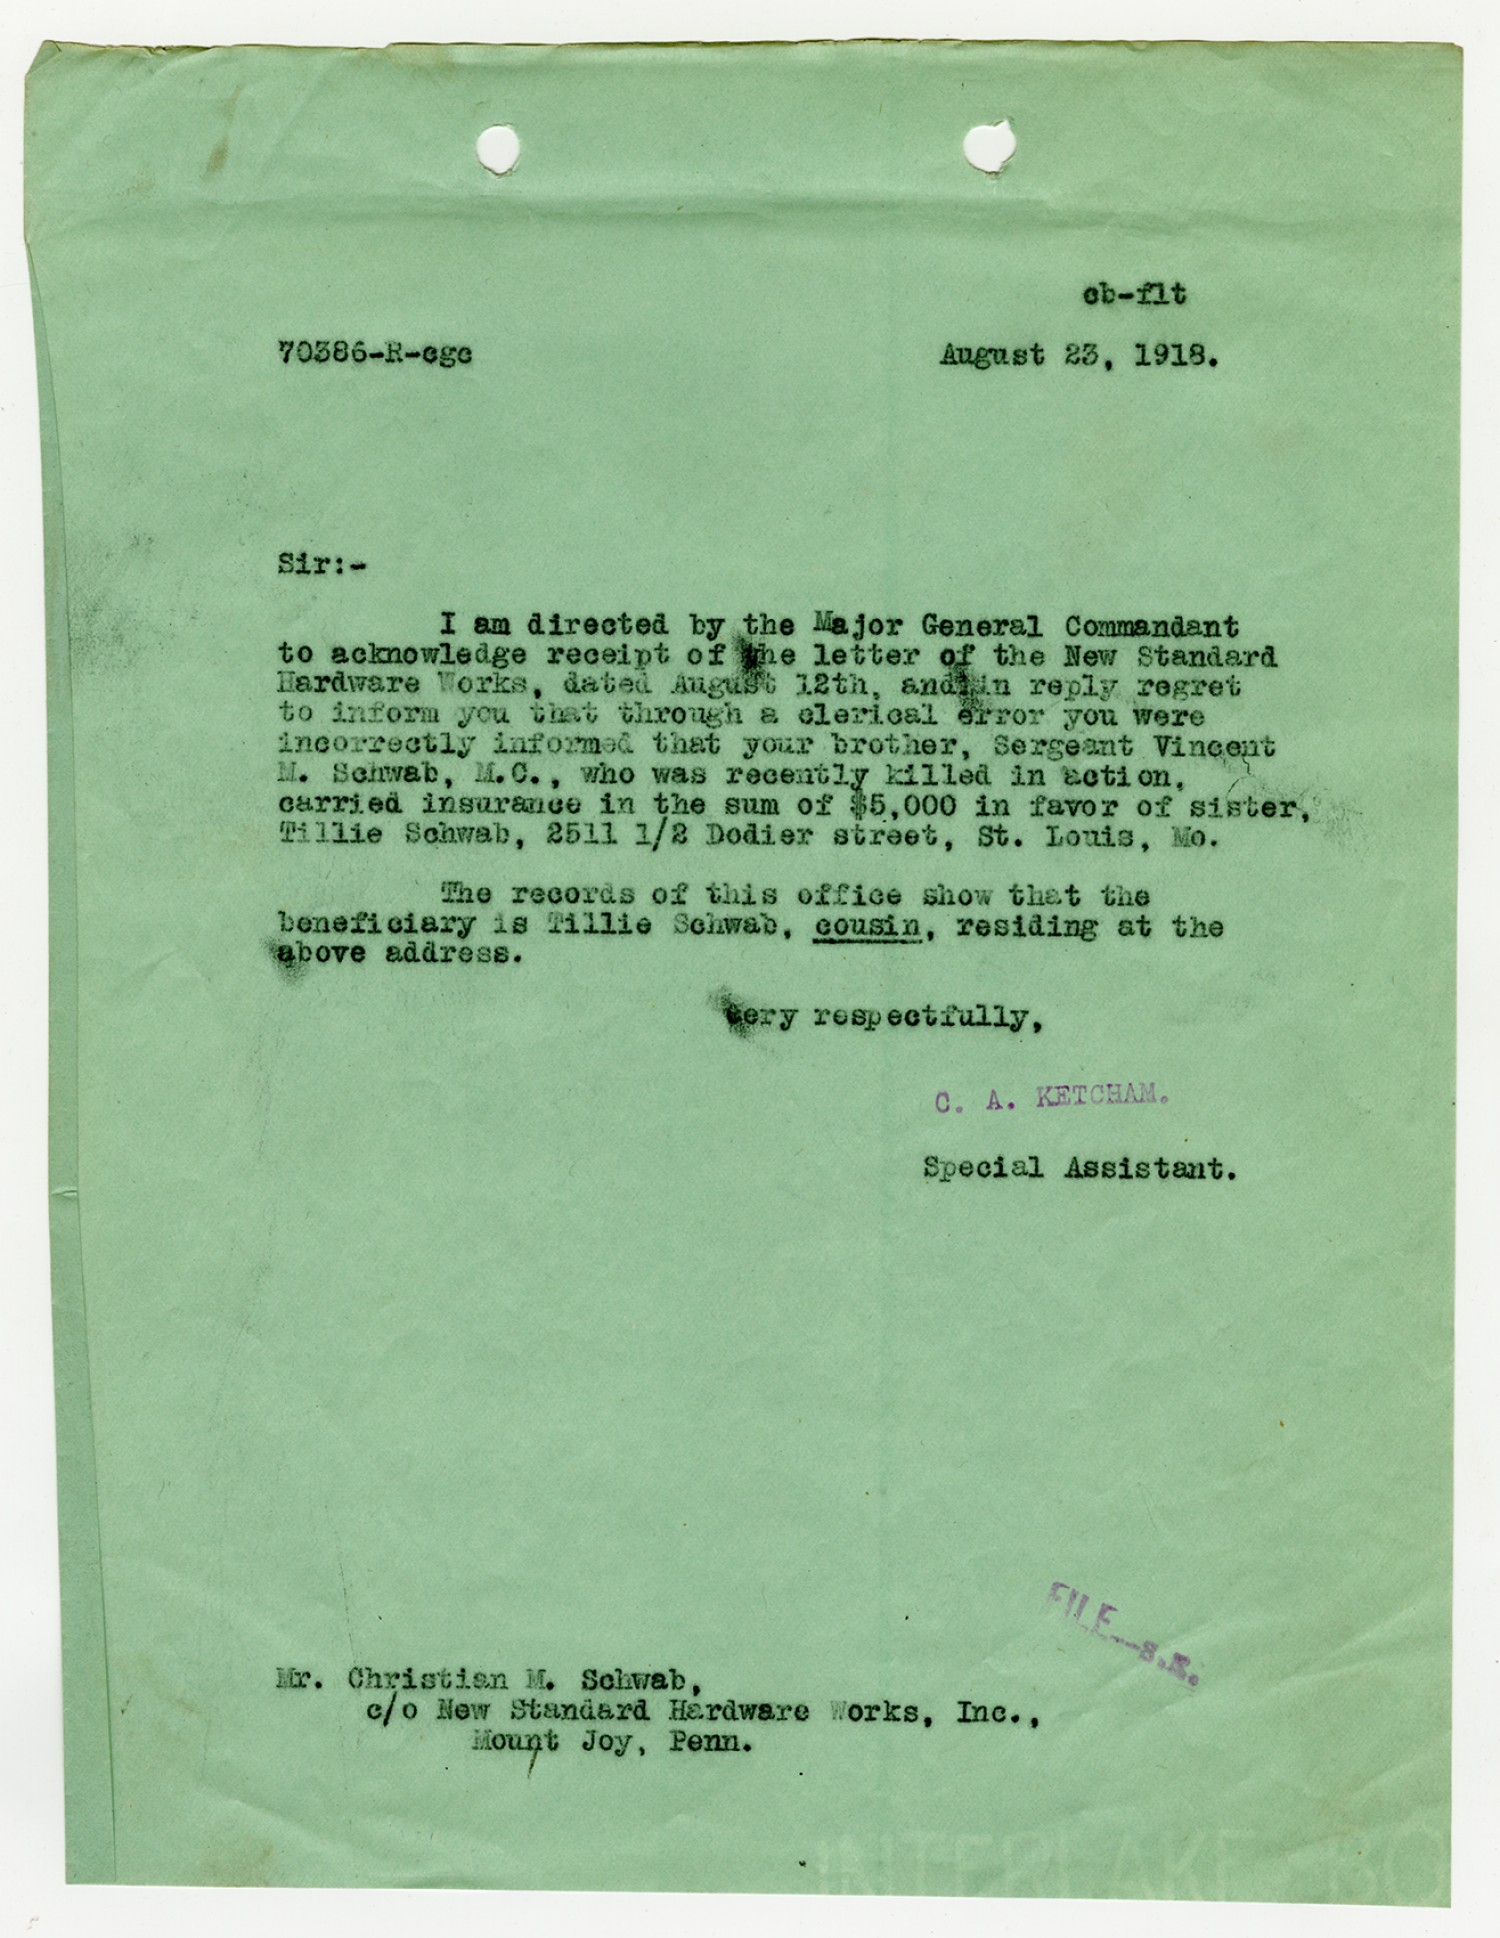 cb-flt
70386-R-cgc August 23, 1918.
Sir:-
I am directed by the Major General Commandant
to acknowledge receipt of the letter of the New Standard
Hardware Works, dated August 12th, and in reply regret
to inform you that through a clerical error you were
incorrectly informed that your brother, Sergeant Vincent
M. Schwab, M.C., who was recently killed in action,
carried insurance in the sum of $5,000 in favor of sister,
Tillie Schwab, 2511 1/2 Dodier street, St. Louis, Mo.
The records of this office show that the
beneficiary is Tillie Schwab, cousin, residing at the
above address.
Very respectfully,
C. A. KETCHAM.
Special Assistant.
FILE—S.R.
Mr. Christian M. Schwab,
c/o New Standard Hardware Works, Inc.,
Mount Joy, Penn.